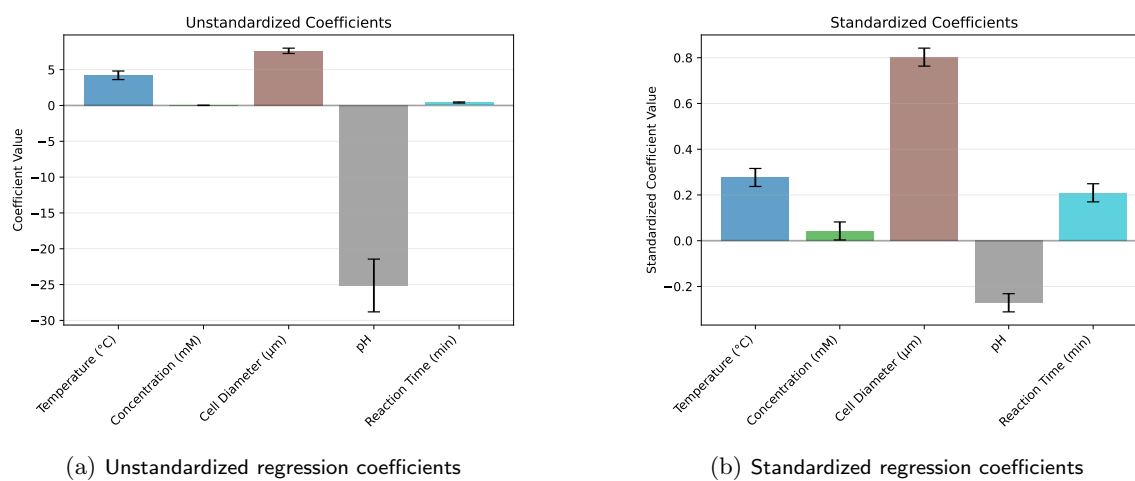 Unstandardized Coefficients
Coefficient Value
5
0
−5
−10
−15
−20
−25
−30
Temperature (°C)
Concentration (mM)
Cell Diameter (µm)
pH
Reaction Time (min)
(a) Unstandardized regression coefficients
Standardized Coefficients
Standardized Coefficient Value
0.8
0.6
0.4
0.2
0.0
−0.2
Temperature (°C)
Concentration (mM)
Cell Diameter (µm)
pH
Reaction Time (min)
(b) Standardized regression coefficients